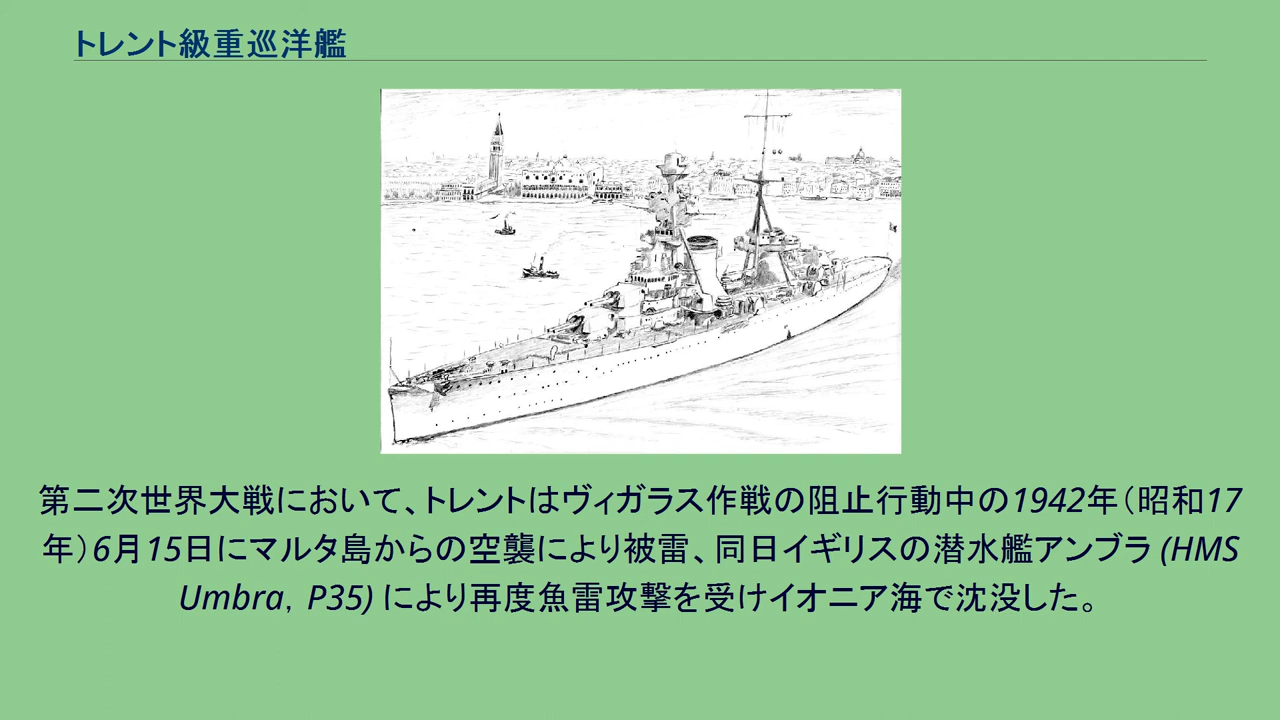 トレント級重巡洋艦
第二次世界大戦において、トレントはヴィガラス作戦の阻止行動中の1942年（昭和17
年）6月15日にマルタ島からの空襲により被雷、同日イギリスの潜水艦アンブラ (HMS
Umbra, P35) により再度魚雷攻撃を受けイオニア海で沈没した。